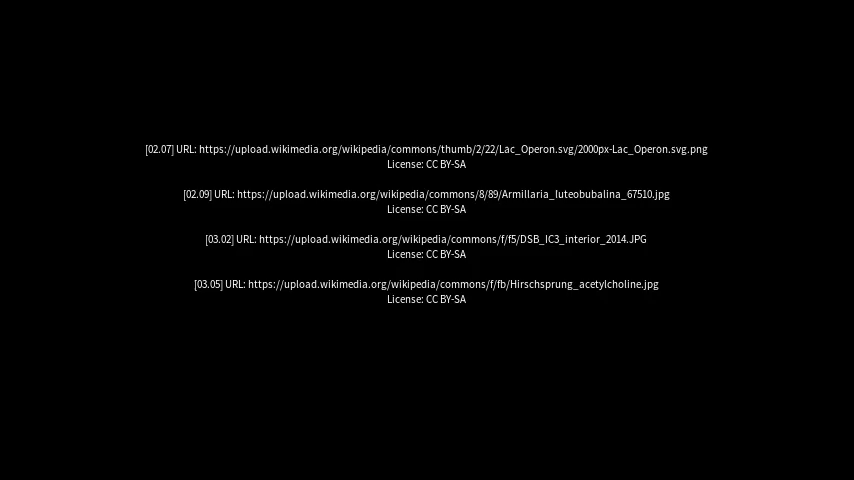 [02.07] URL: https://upload.wikimedia.org/wikipedia/commons/thumb/2/22/Lac_Operon.svg/2000px-Lac_Operon.svg.png
License: CC BY-SA
[02.09] URL: https://upload.wikimedia.org/wikipedia/commons/8/89/Armillaria_luteobubalina_67510.jpg
License: CC BY-SA
[03.02] URL: https://upload.wikimedia.org/wikipedia/commons/f/f5/DSB_IC3_interior_2014.JPG
License: CC BY-SA
[03.05] URL: https://upload.wikimedia.org/wikipedia/commons/f/fb/Hirschsprung_acetylcholine.jpg
License: CC BY-SA